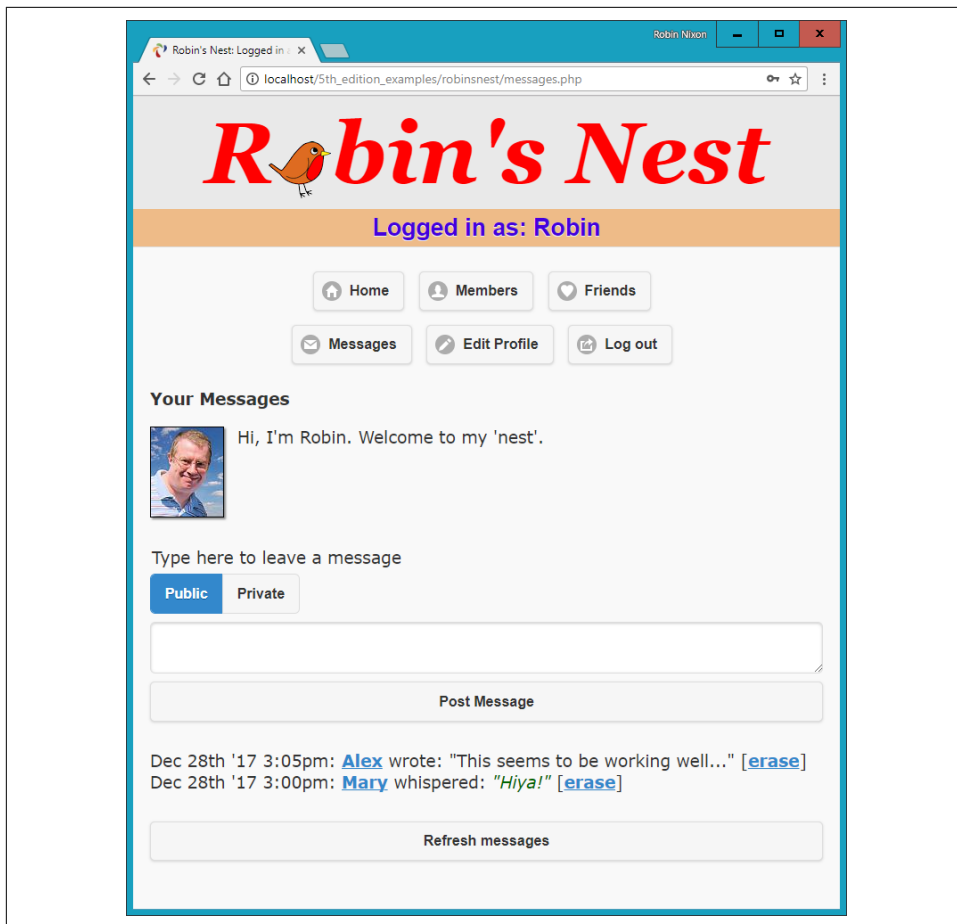 Robin Nixon
Robin's Nest: Logged in
localhost/5th_edition_examples/robinsnest/messages.php
Robin's Nest
Logged in as: Robin
Home Members Friends
Messages Edit Profile Log out
Your Messages
Hi, I'm Robin. Welcome to my 'nest'.
Type here to leave a message
Public Private
Post Message
Dec 28th '17 3:05pm: Alex wrote: "This seems to be working well..." [erase]
Dec 28th '17 3:00pm: Mary whispered: "Hiya!" [erase]
Refresh messages